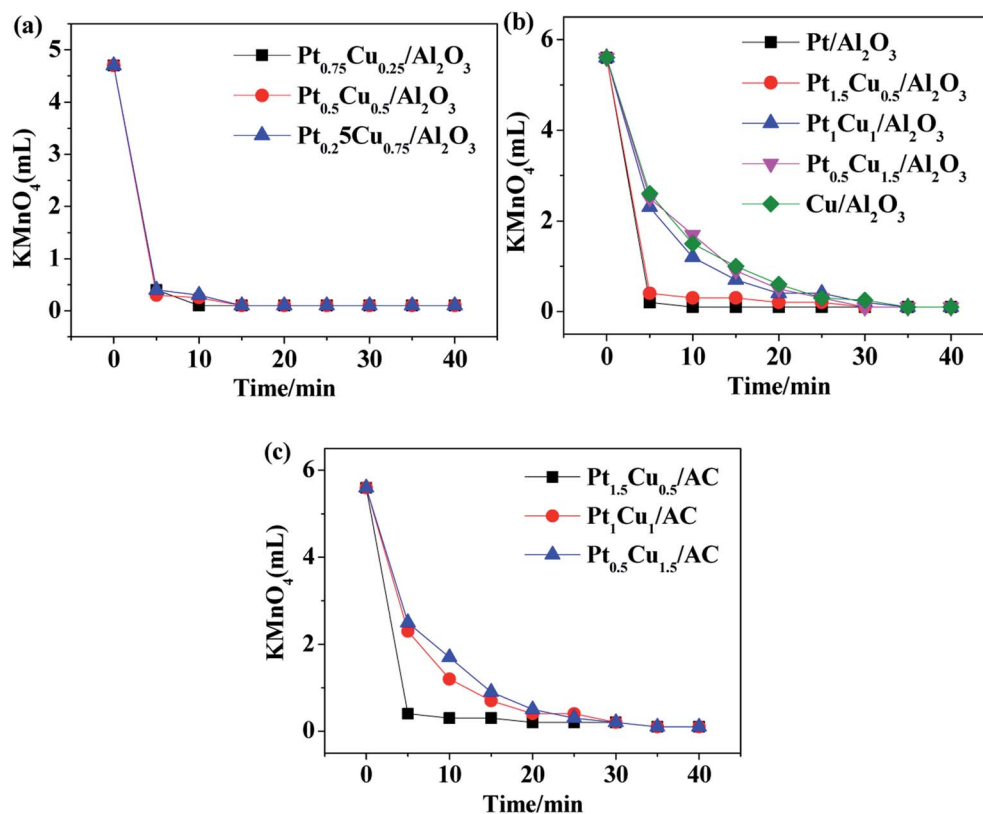 (a)
KMnO₄(mL)
5
4
3
2
1
0
Pt₀.₇₅Cu₀.₂₅/Al₂O₃
Pt₀.₅Cu₀.₅/Al₂O₃
Pt₀.₂5Cu₀.₇₅/Al₂O₃
0 10 20 30 40
Time/min
(b)
KMnO₄(mL)
6
4
2
0
Pt/Al₂O₃
Pt₁.₅Cu₀.₅/Al₂O₃
Pt₁Cu₁/Al₂O₃
Pt₀.₅Cu₁.₅/Al₂O₃
Cu/Al₂O₃
0 10 20 30 40
Time/min
(c)
KMnO₄(mL)
6
4
2
0
Pt₁.₅Cu₀.₅/AC
Pt₁Cu₁/AC
Pt₀.₅Cu₁.₅/AC
0 10 20 30 40
Time/min